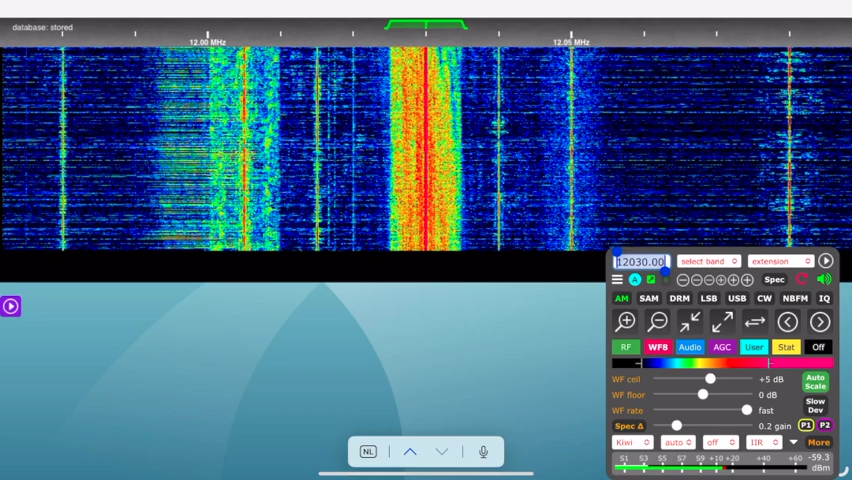 database: stored
12.00 MHz 12.05 MHz
12030.00 select band extension
A Spec
AM SAM DRM LSB USB CW NBFM IQ
RF WF8 Audio AGC User Stat Off
WF ceil +5 dB Auto Scale
WF floor 0 dB
WF rate fast Slow Dev
Spec Δ 0.2 gain P1 P2
Kiwi auto off IIR More
S1 S3 S5 S7 S9 +10 +20 +40 +60 -59.3 dBm
NL